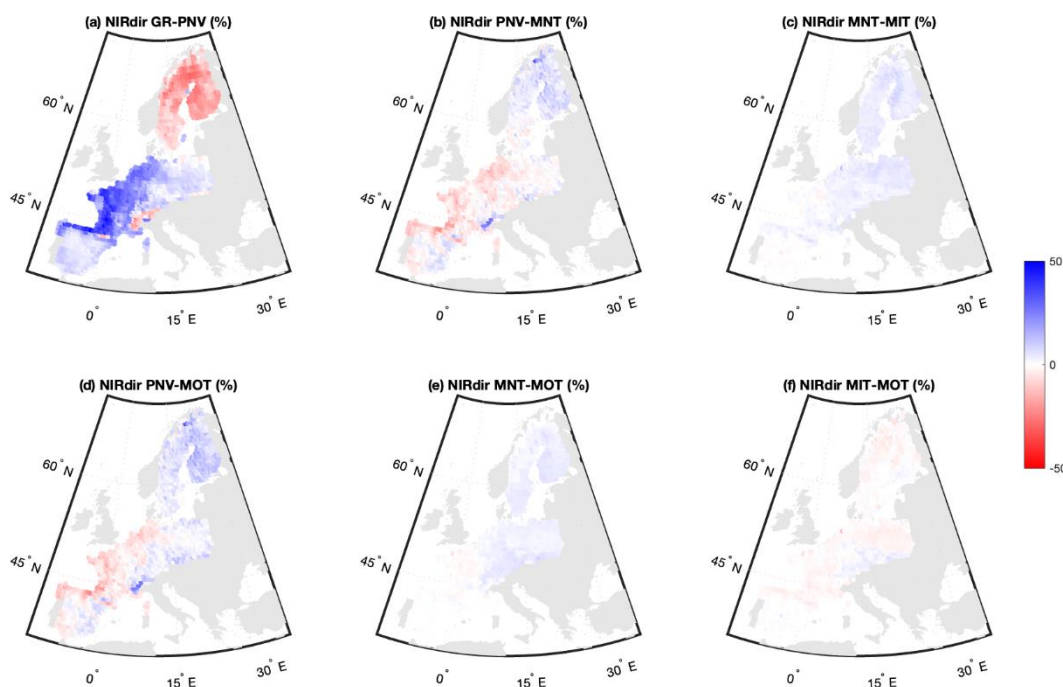 (a) NIRdir GR-PNV (%)
(b) NIRdir PNV-MNT (%)
(c) NIRdir MNT-MIT (%)
60°N
60°N
60°N
45°N
45°N
45°N
0°
15°E
30°E
0°
15°E
30°E
0°
15°E
30°E
50
0
-50
(d) NIRdir PNV-MOT (%)
(e) NIRdir MNT-MOT (%)
(f) NIRdir MIT-MOT (%)
60°N
60°N
60°N
45°N
45°N
45°N
0°
15°E
30°E
0°
15°E
30°E
0°
15°E
30°E